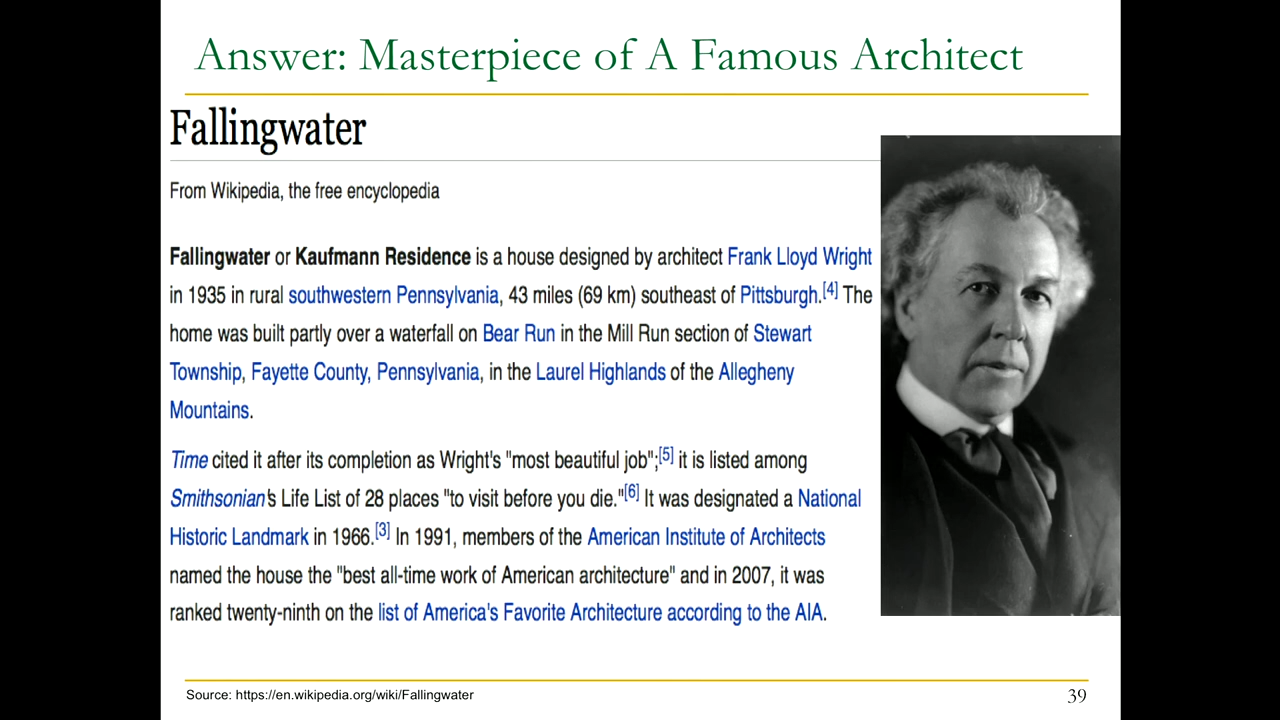 Answer: Masterpiece of A Famous Architect
Fallingwater
From Wikipedia, the free encyclopedia
Fallingwater or Kaufmann Residence is a house designed by architect Frank Lloyd Wright
in 1935 in rural southwestern Pennsylvania, 43 miles (69 km) southeast of Pittsburgh.[4] The
home was built partly over a waterfall on Bear Run in the Mill Run section of Stewart
Township, Fayette County, Pennsylvania, in the Laurel Highlands of the Allegheny
Mountains.
Time cited it after its completion as Wright's "most beautiful job";[5] it is listed among
Smithsonian's Life List of 28 places "to visit before you die."[6] It was designated a National
Historic Landmark in 1966.[3] In 1991, members of the American Institute of Architects
named the house the "best all-time work of American architecture" and in 2007, it was
ranked twenty-ninth on the list of America's Favorite Architecture according to the AIA.
Source: https://en.wikipedia.org/wiki/Fallingwater
39